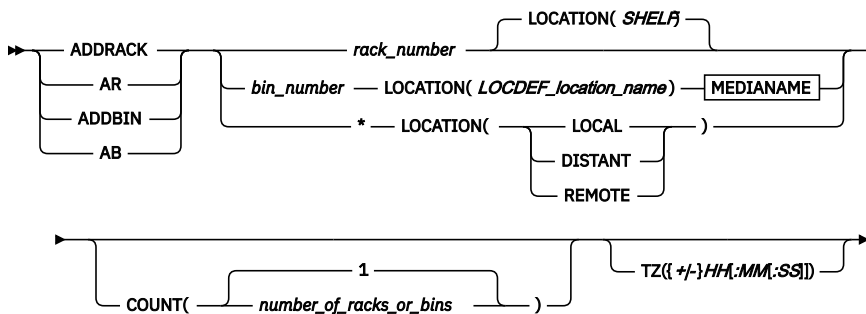 LOCATION( SHELF)
ADDRACK rack_number
AR bin_number LOCATION( LOCDEF_location_name) MEDIANAME
ADDBIN * LOCATION( LOCAL )
AB DISTANT
REMOTE
1
TZ({ +/-}HH[:MM[:SS]])
COUNT( number_of_racks_or_bins )